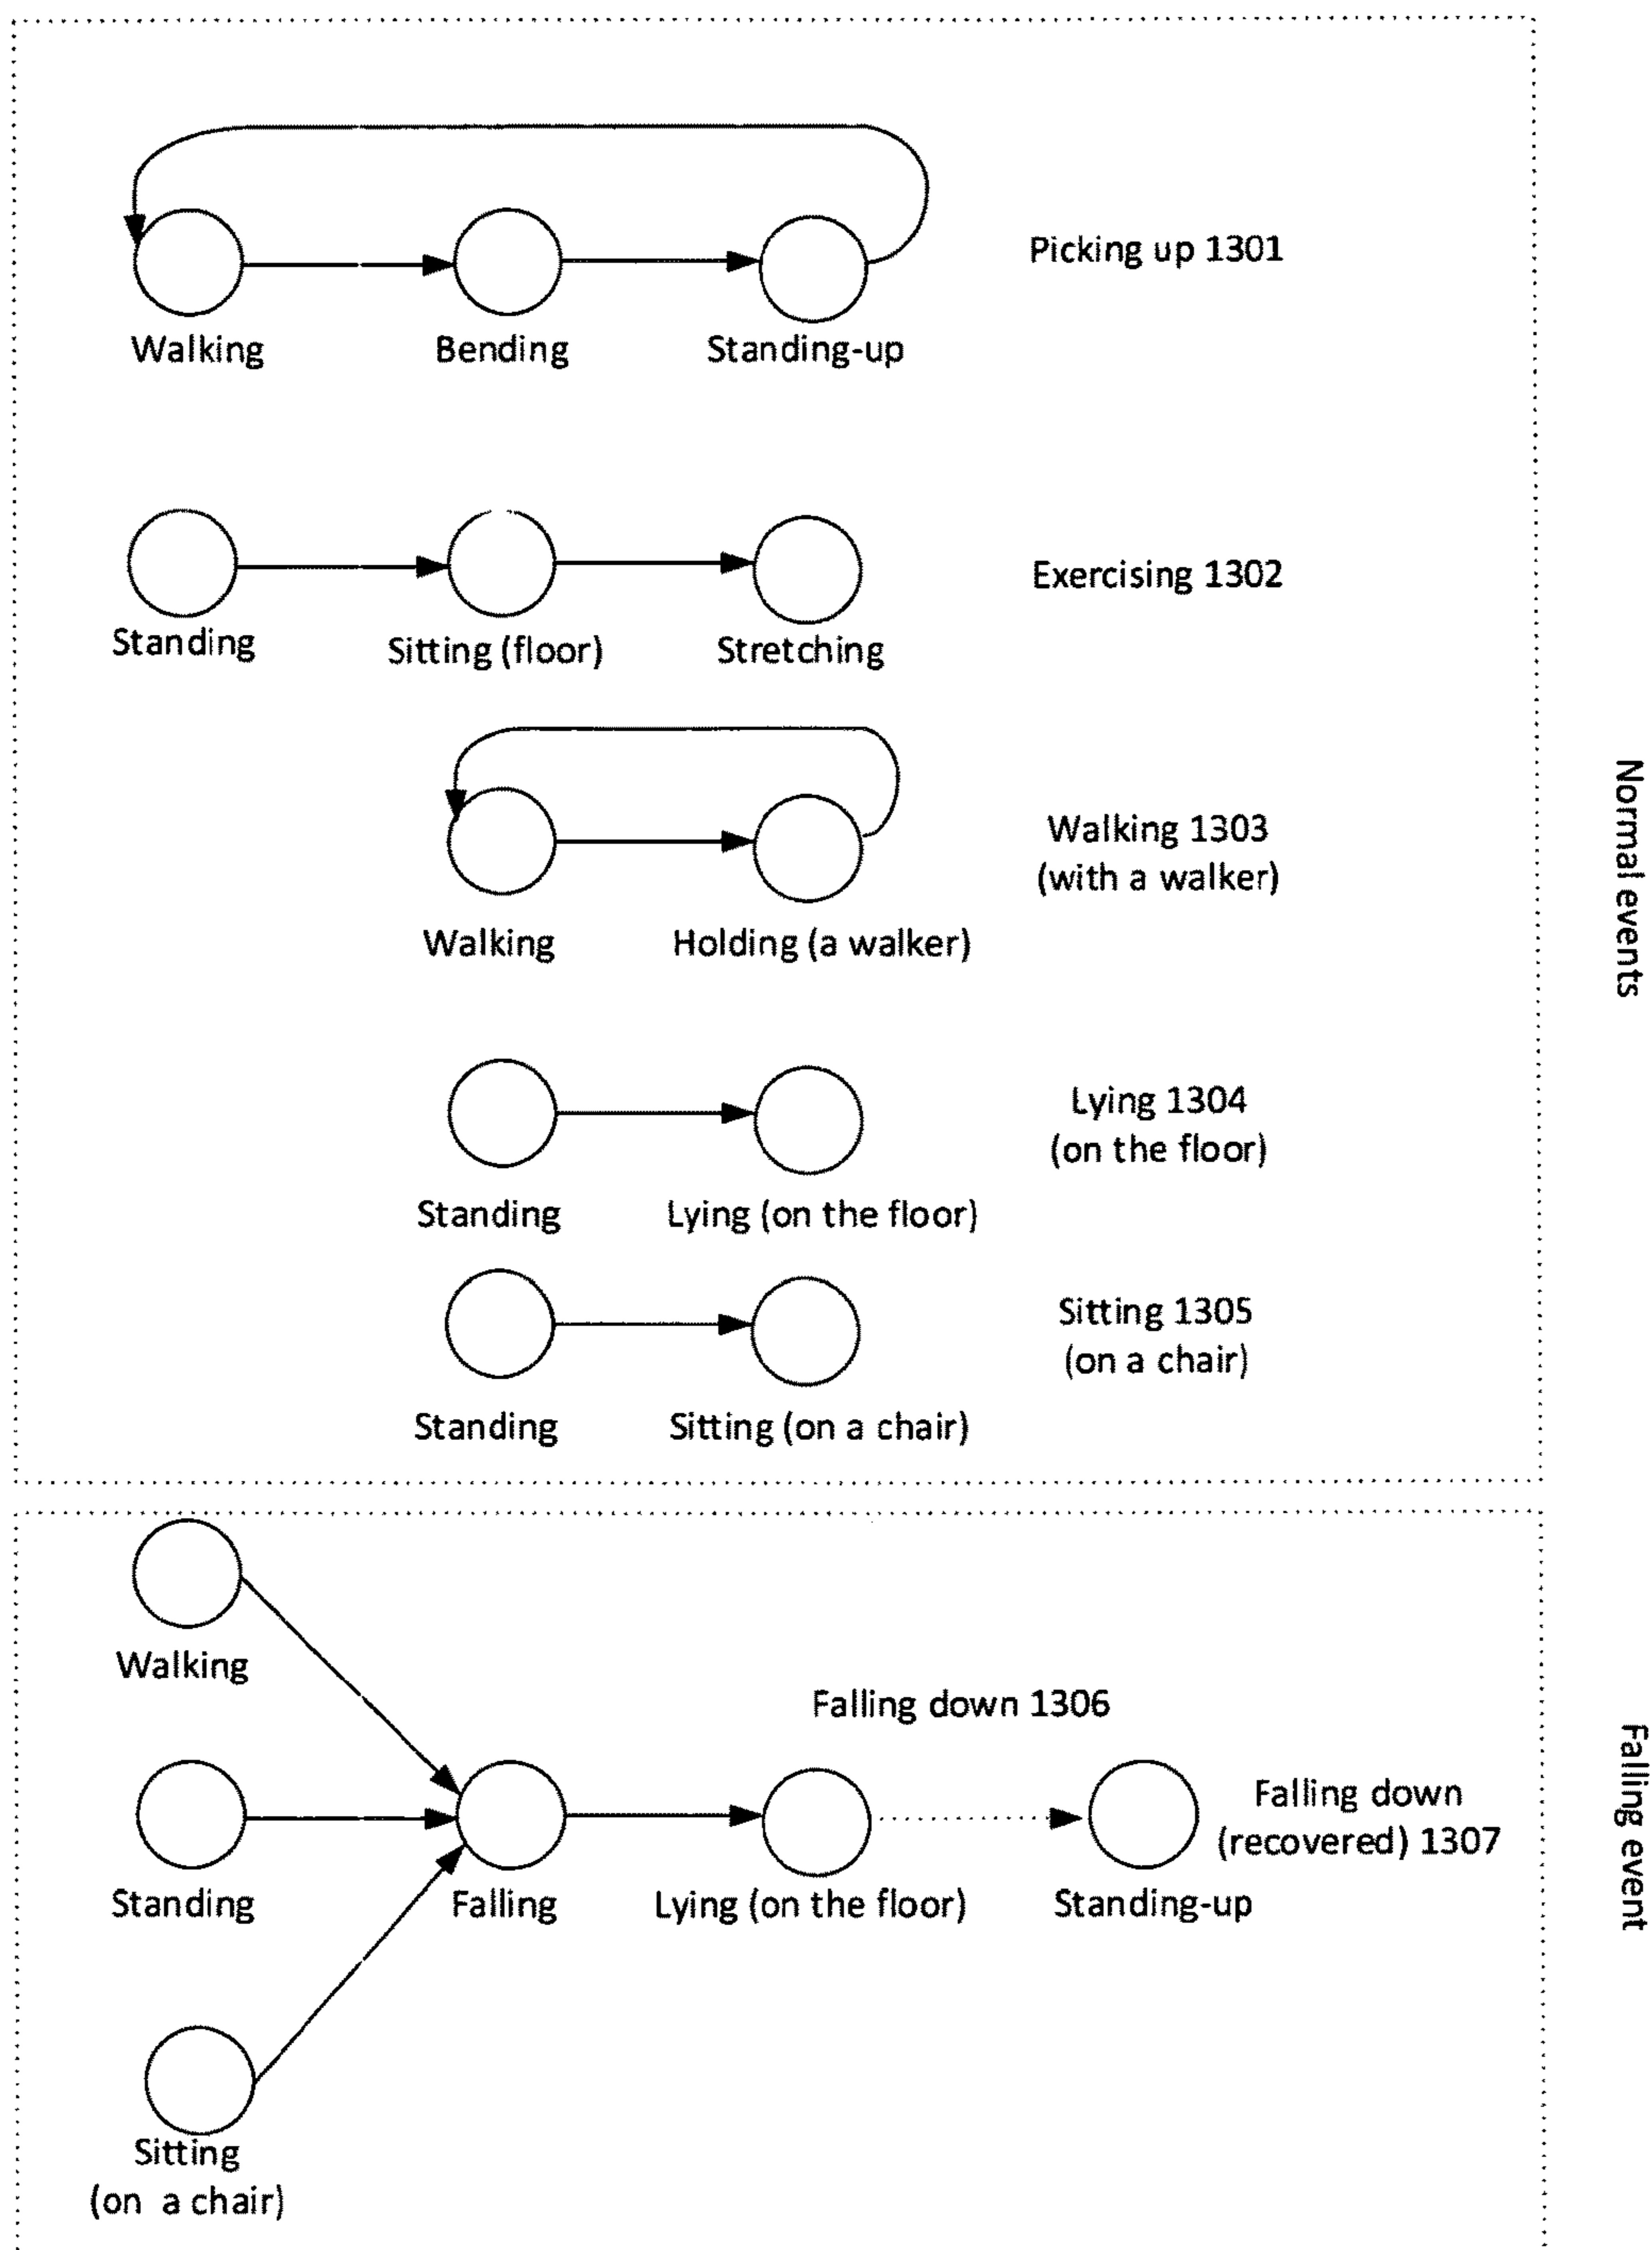 Picking up 1301
Walking
Bending
Standing-up
Exercising 1302
Standing
Sitting (floor)
Stretching
Walking 1303
(with a walker)
Walking
Holding (a walker)
Normal events
Lying 1304
(on the floor)
Standing
Lying (on the floor)
Sitting 1305
(on a chair)
Standing
Sitting (on a chair)
Walking
Falling down 1306
Falling down
(recovered) 1307
Standing
Falling
Lying (on the floor)
Standing-up
Falling event
Sitting
(on a chair)